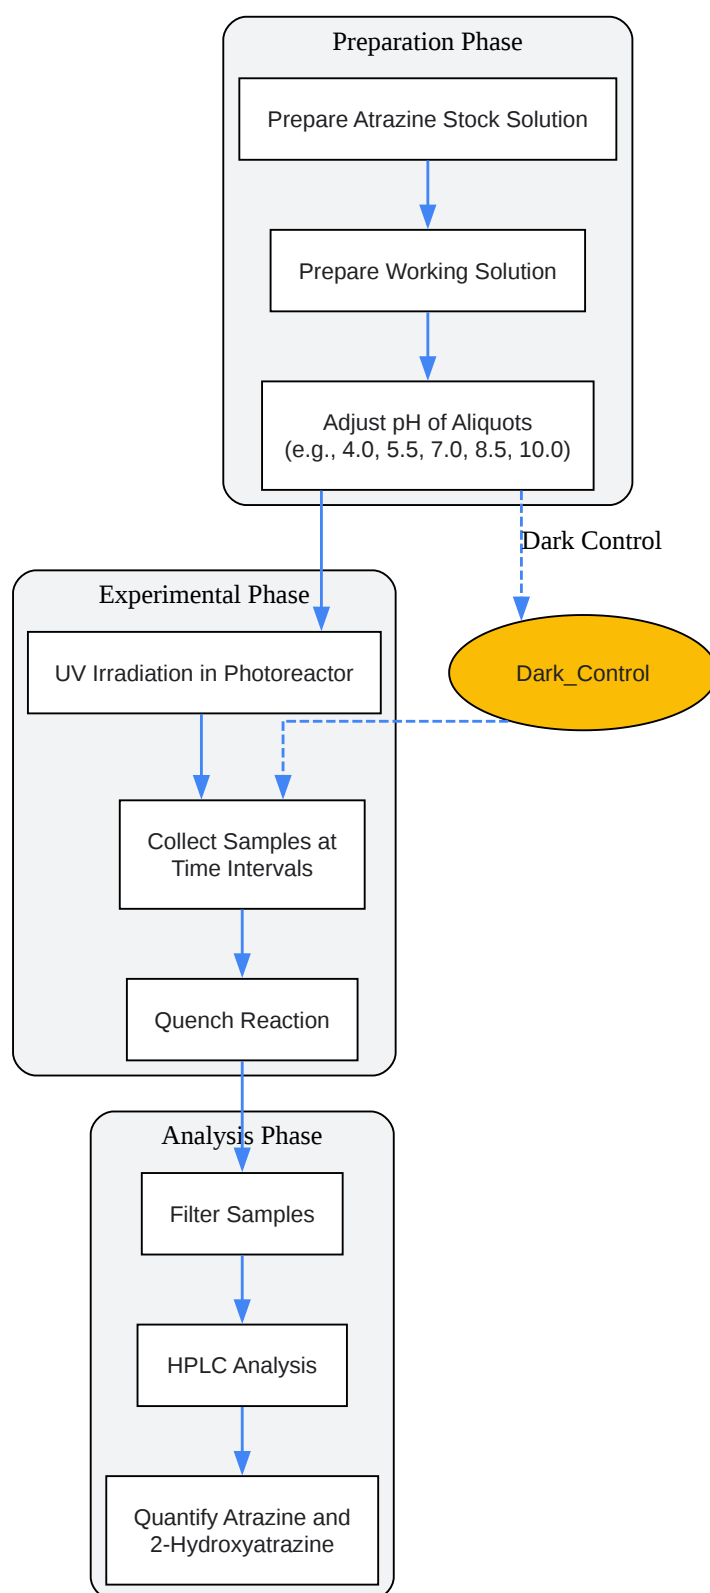 Preparation Phase
Prepare Atrazine Stock Solution
Prepare Working Solution
Adjust pH of Aliquots
(e.g., 4.0, 5.5, 7.0, 8.5, 10.0)
Dark Control
Experimental Phase
UV Irradiation in Photoreactor
Dark_Control
Collect Samples at
Time Intervals
Quench Reaction
Analysis Phase
Filter Samples
HPLC Analysis
Quantify Atrazine and
2-Hydroxyatrazine